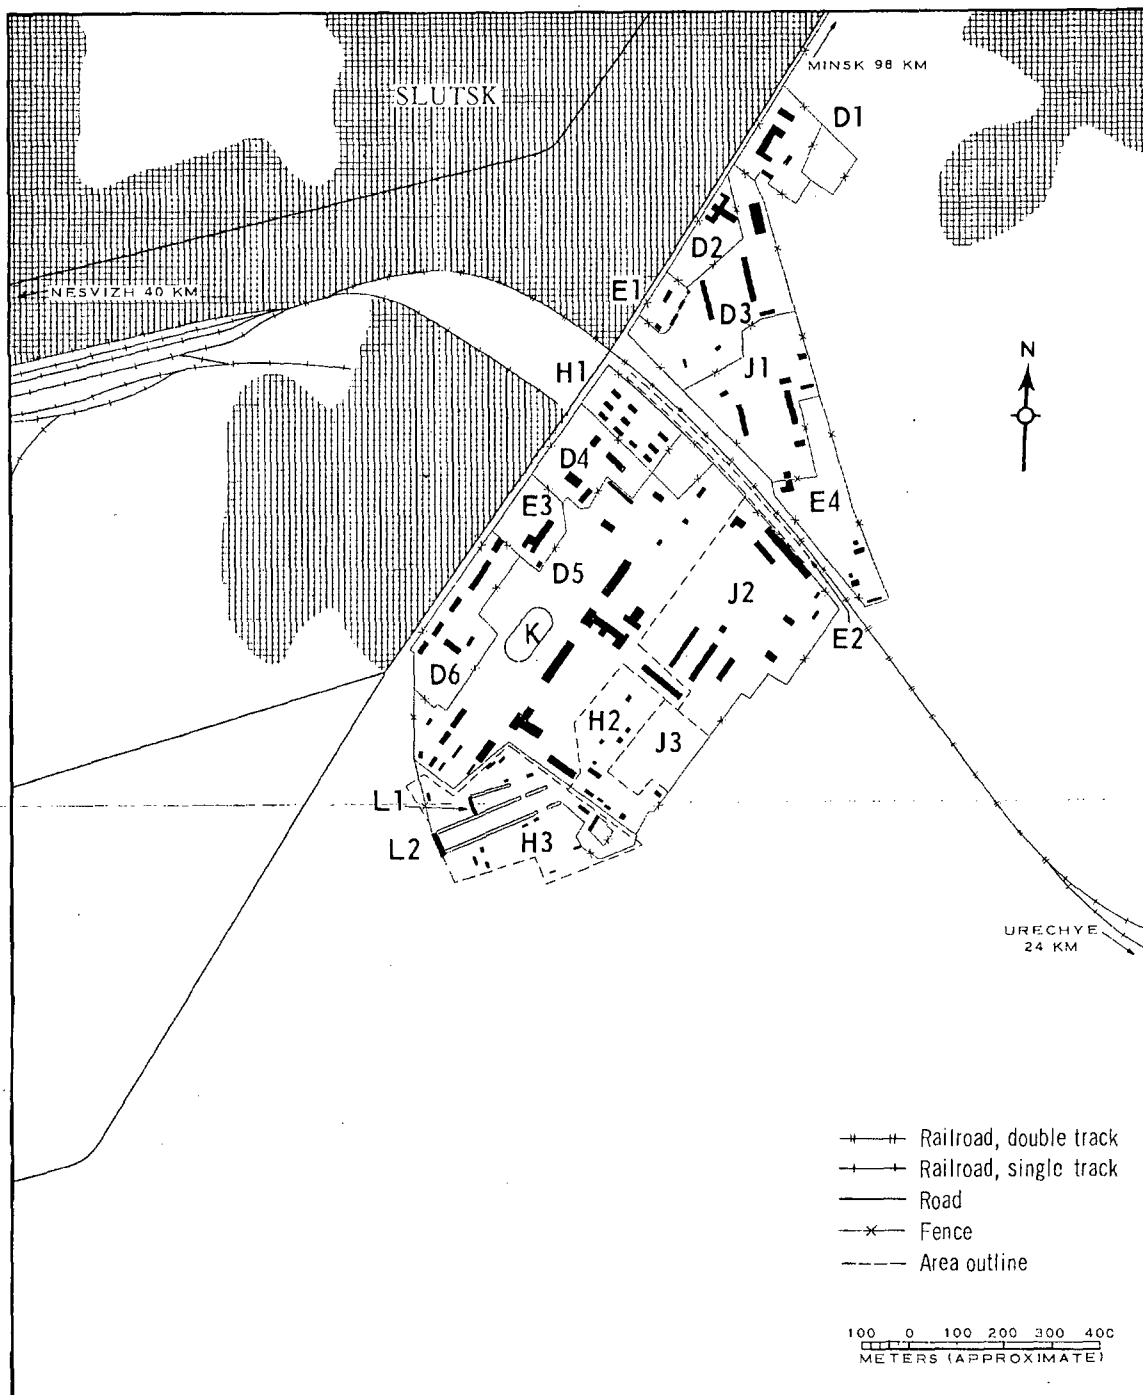 SLUTSK
MINSK 98 KM
D1
D2
NESVIZH 40 KM
E1
D3
N
H1
J1
D4
E3
E4
D5
J2
K
E2
D6
H2
J3
L1
L2
H3
URECHYE
24 KM
Railroad, double track
Railroad, single track
Road
Fence
Area outline
100 0 100 200 300 400
METERS (APPROXIMATE)